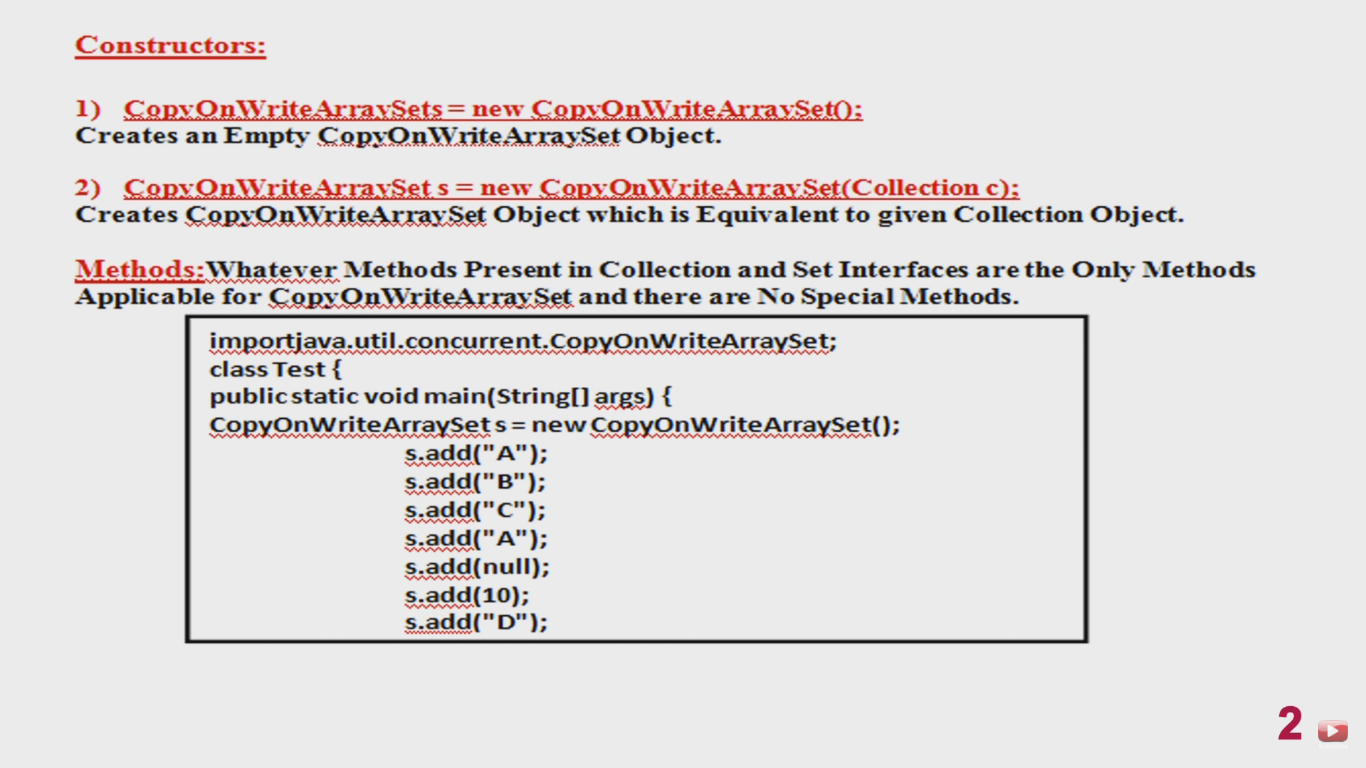 Constructors:
1) CopyOnWriteArraySets = new CopyOnWriteArraySet();
Creates an Empty CopyOnWriteArraySet Object.
2) CopyOnWriteArraySet s = new CopyOnWriteArraySet(Collection c);
Creates CopyOnWriteArraySet Object which is Equivalent to given Collection Object.
Methods:Whatever Methods Present in Collection and Set Interfaces are the Only Methods
Applicable for CopyOnWriteArraySet and there are No Special Methods.
importjava.util.concurrent.CopyOnWriteArraySet;
class Test {
public static void main(String[] args) {
CopyOnWriteArraySet s = new CopyOnWriteArraySet();
s.add("A");
s.add("B");
s.add("C");
s.add("A");
s.add(null);
s.add(10);
s.add("D");
2